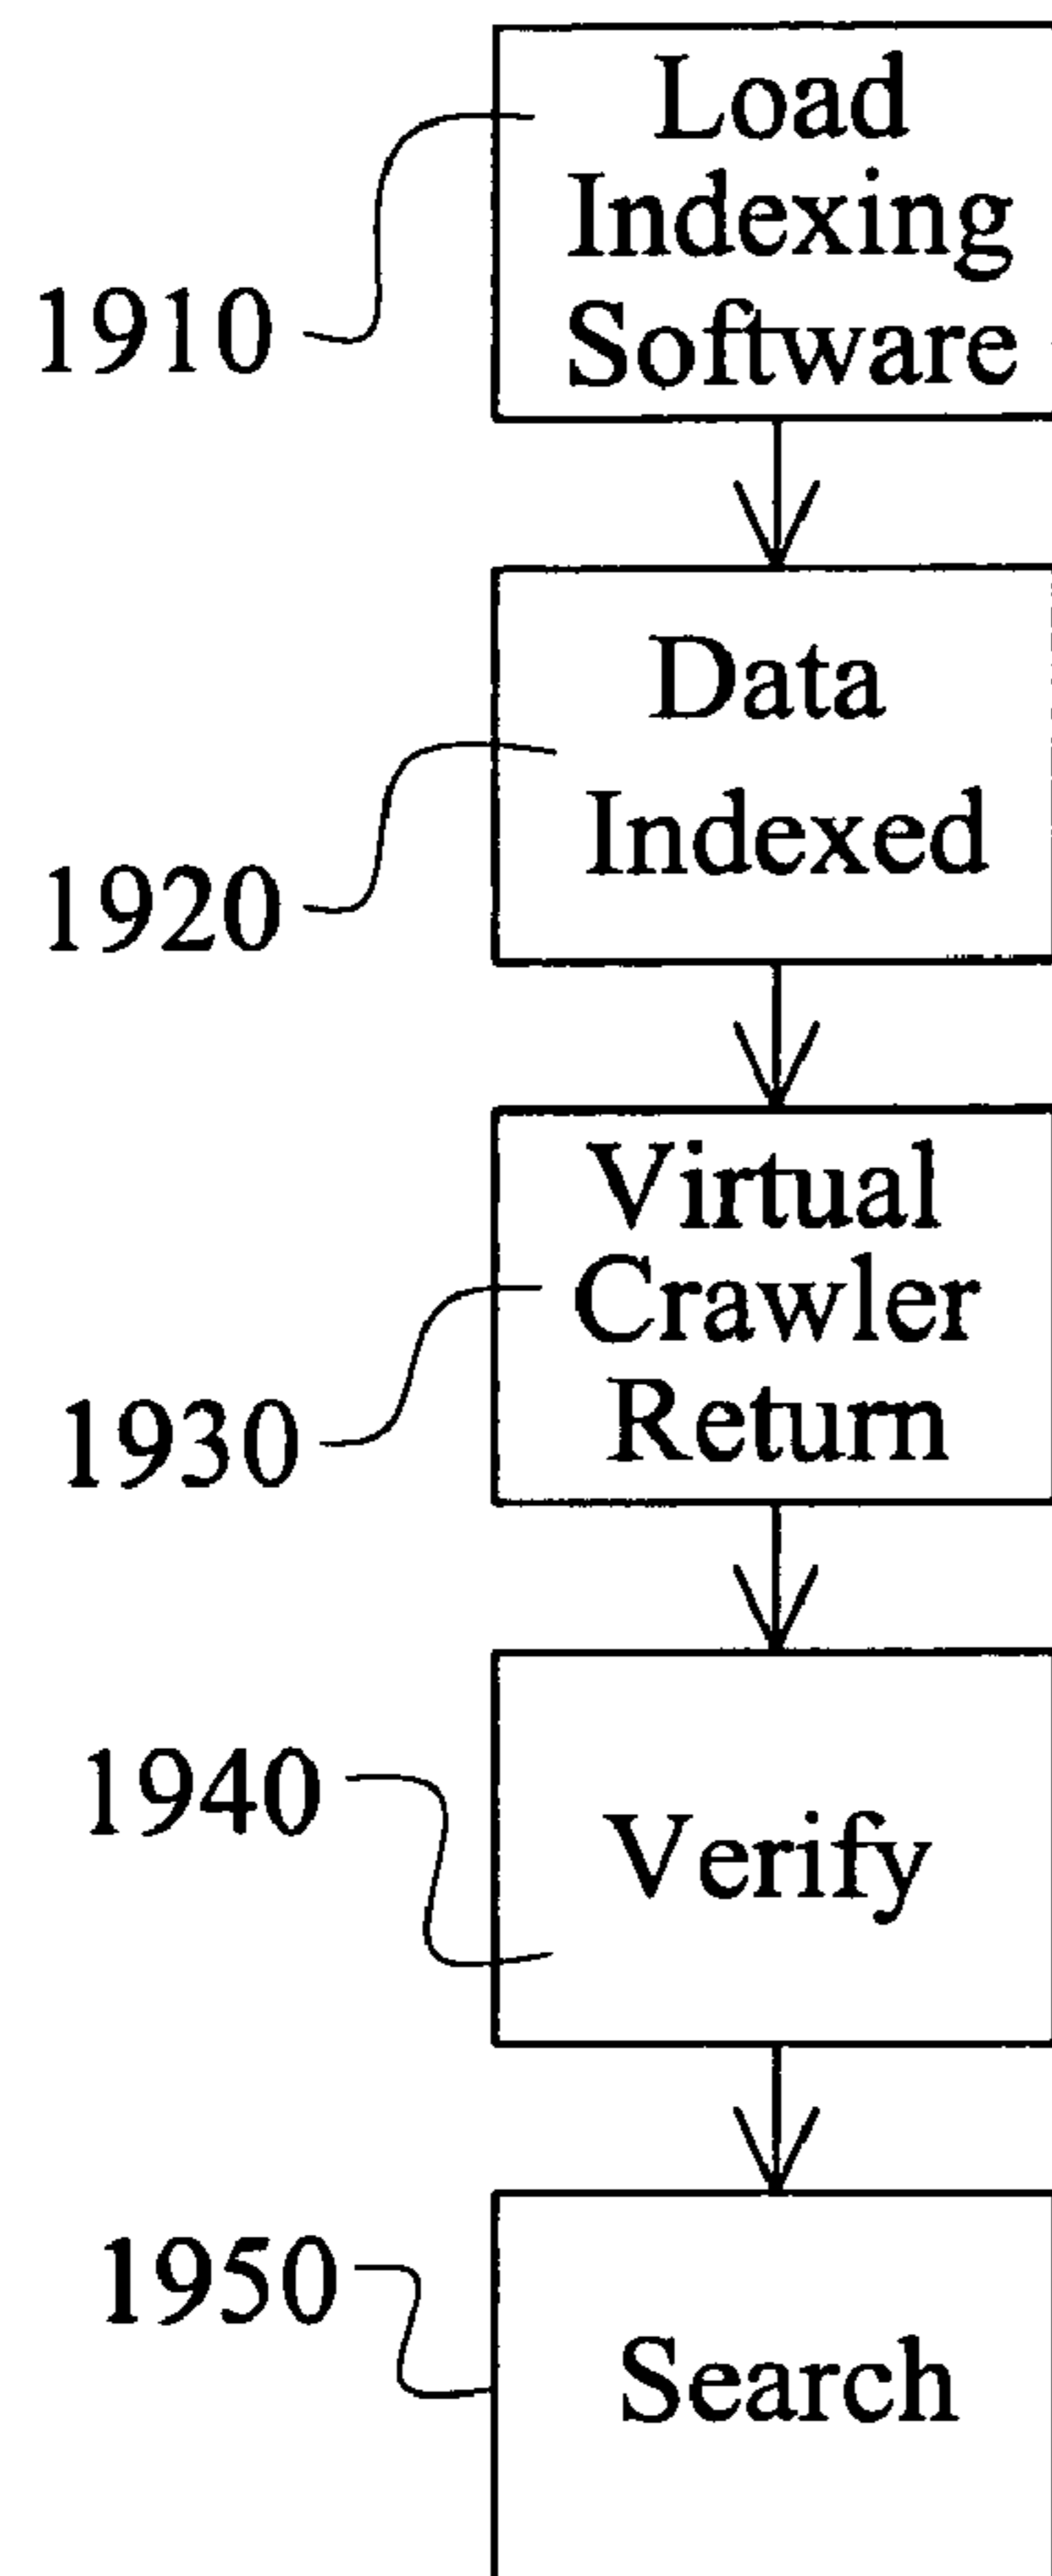 Load
Indexing
Software
1910
Data
Indexed
1920
Virtual
Crawler
Return
1930
1940
Verify
1950
Search